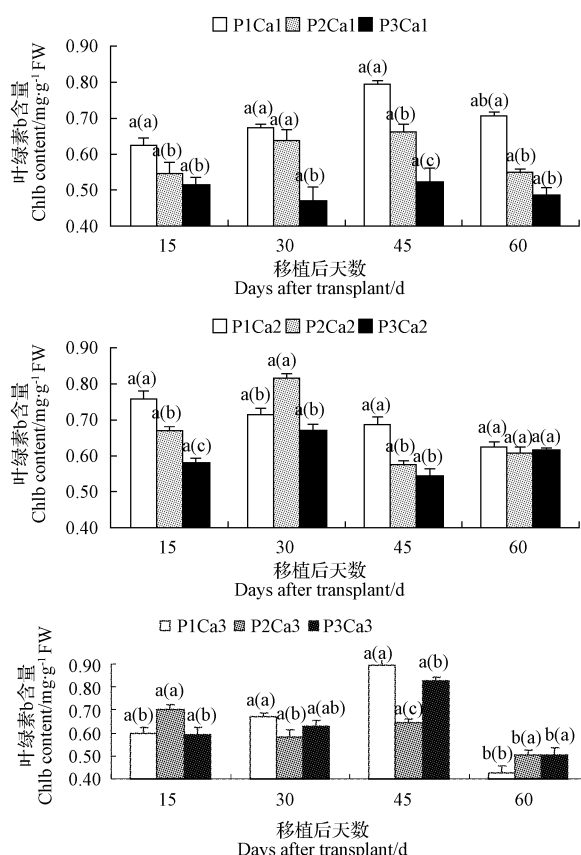 P1Ca1 P2Ca1 P3Ca1
叶绿素b含量
Chlb content/mg·g-1 FW
0.90
0.80
0.70
0.60
0.50
0.40
a(a) a(b) a(b)
a(a) a(a) a(b)
a(a) a(b) a(c)
ab(a) a(b) a(b)
15 30 45 60
移植后天数
Days after transplant/d
P1Ca2 P2Ca2 P3Ca2
叶绿素b含量
Chlb content/mg·g-1 FW
0.90
0.80
0.70
0.60
0.50
0.40
a(a) a(b) a(c)
a(b) a(a) a(b)
a(a) a(b) a(b)
a(a) a(a) a(a)
15 30 45 60
移植后天数
Days after transplant/d
P1Ca3 P2Ca3 P3Ca3
叶绿素b含量
Chlb content/mg·g-1 FW
0.90
0.80
0.70
0.60
0.50
0.40
a(b) a(a) a(b)
a(a) a(b) a(ab)
a(a) a(c) a(b)
b(b) b(a) b(a)
15 30 45 60
移植后天数
Days after transplant/d